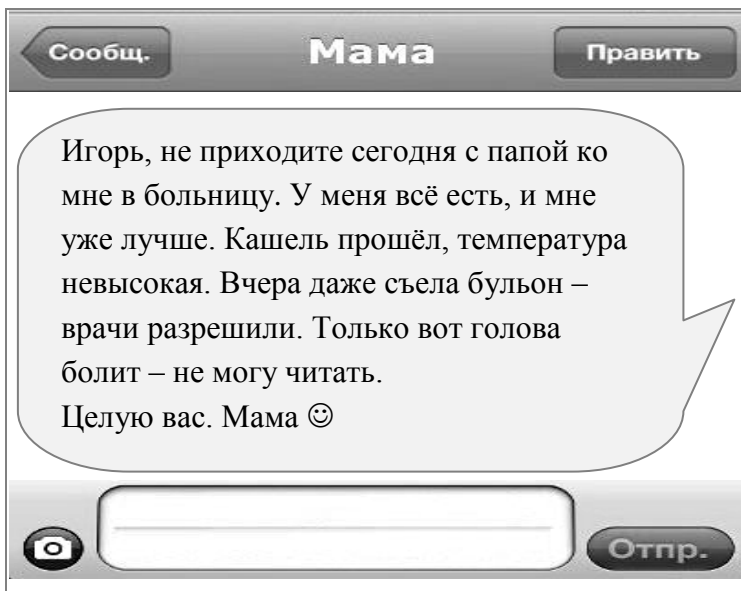 Сообщ.
Мама
Править
Игорь, не приходите сегодня с папой ко
мне в больницу. У меня всё есть, и мне
уже лучше. Кашель прошёл, температура
невысокая. Вчера даже съела бульон –
врачи разрешили. Только вот голова
болит – не могу читать.
Целую вас. Мама ☺
Отпр.